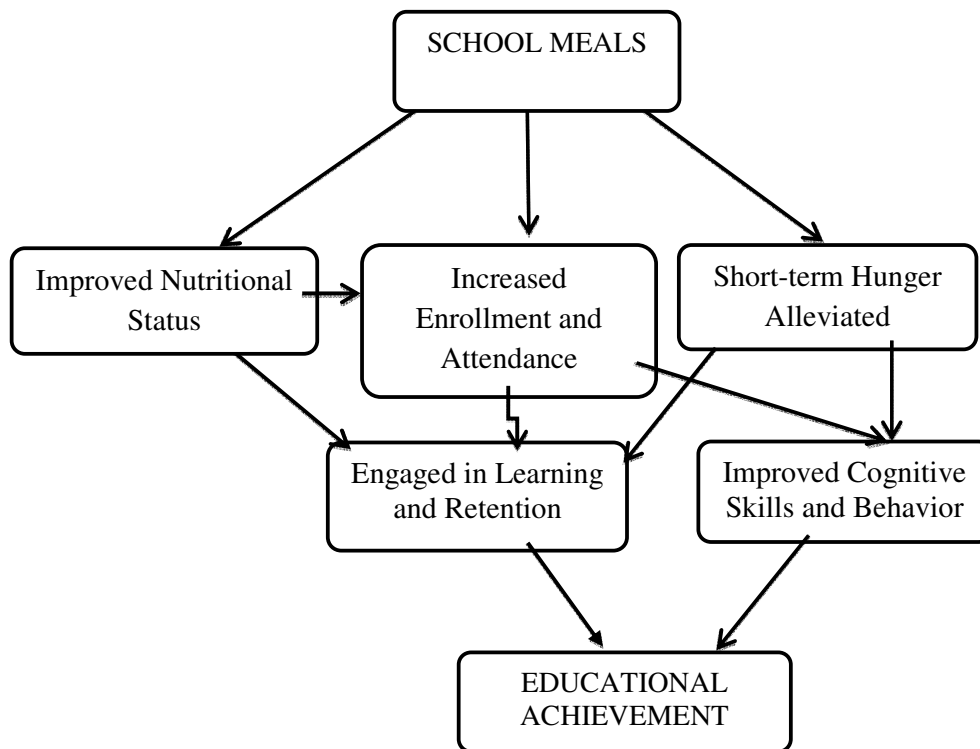 SCHOOL MEALS
Improved Nutritional
Status
Increased
Enrollment and
Attendance
Short-term Hunger
Alleviated
Engaged in Learning
and Retention
Improved Cognitive
Skills and Behavior
EDUCATIONAL
ACHIEVEMENT